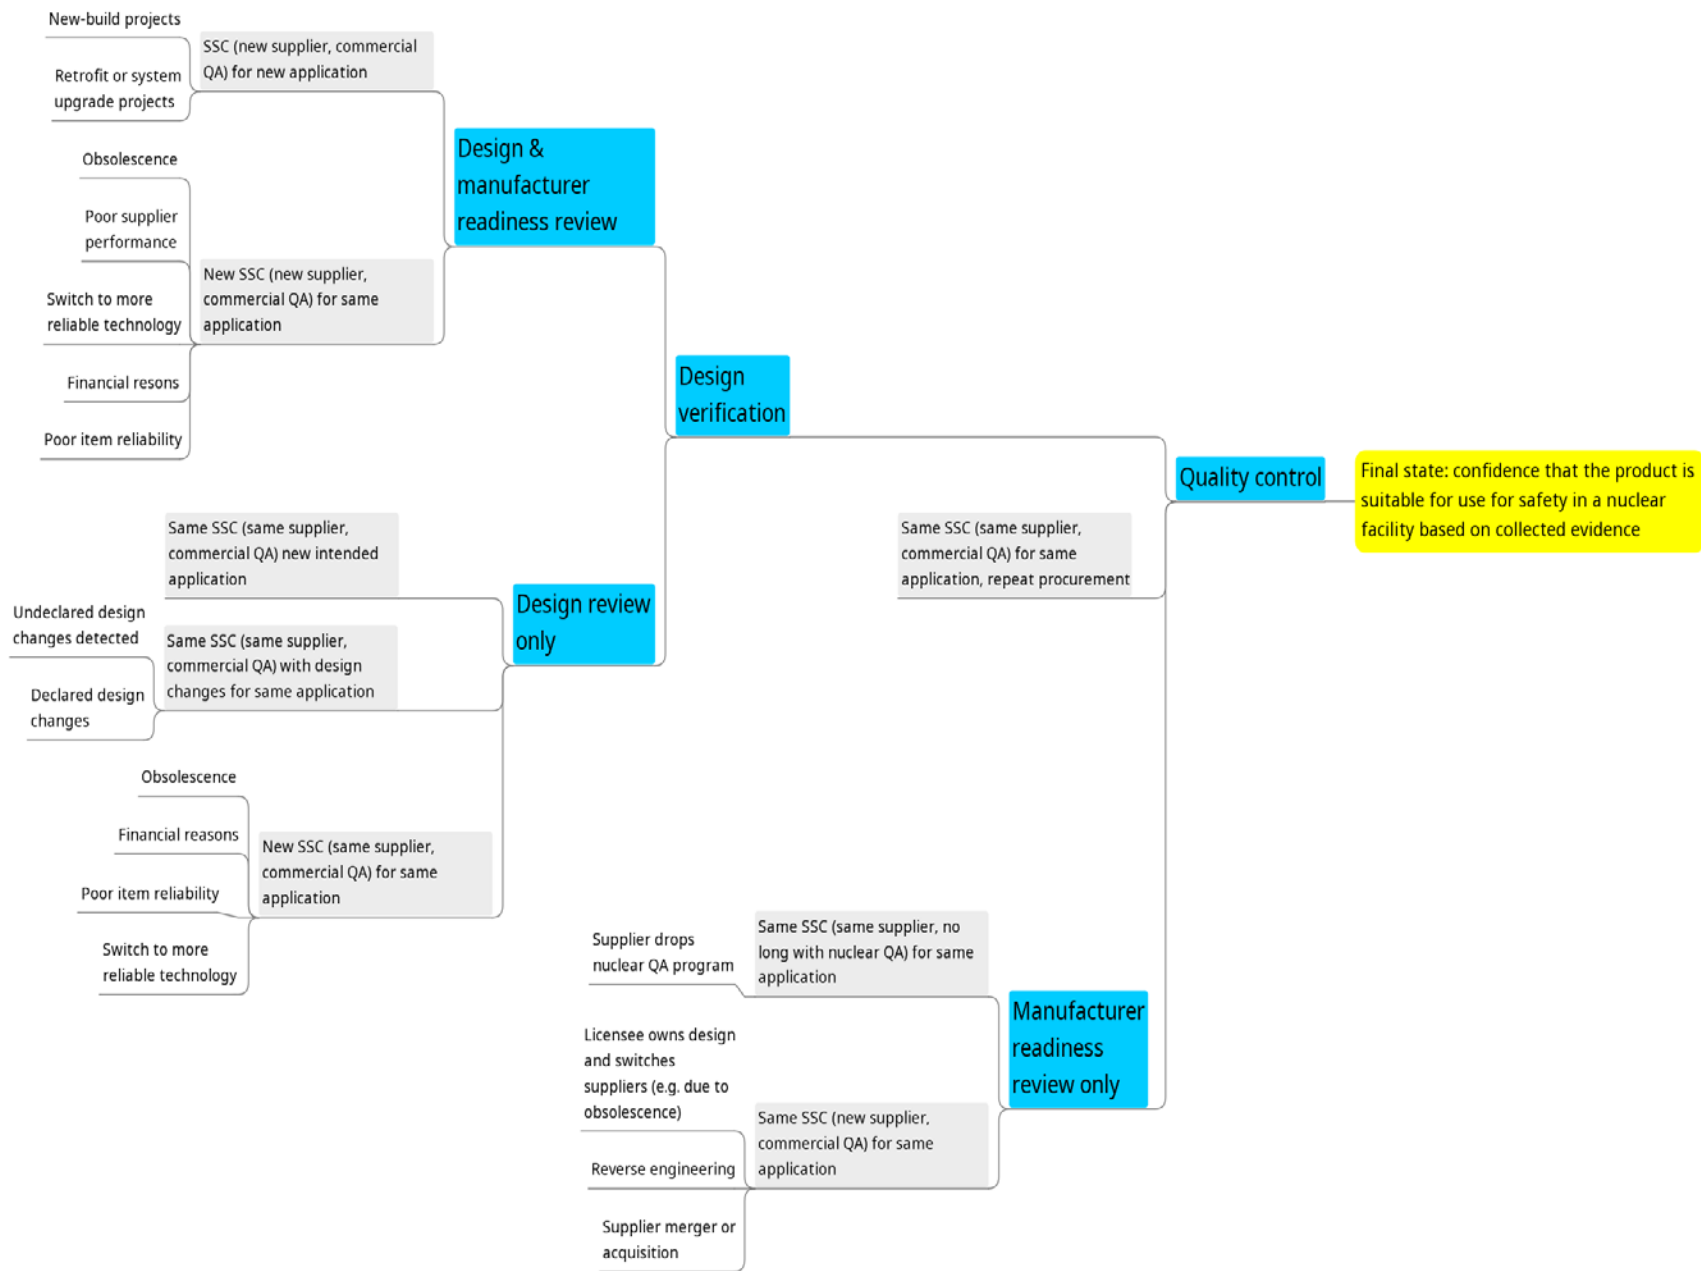 New-build projects
Retrofit or system
upgrade projects
SSC (new supplier, commercial
QA) for new application
Obsolescence
Poor supplier
performance
Switch to more
reliable technology
Financial resons
Poor item reliability
New SSC (new supplier,
commercial QA) for same
application
Design &
manufacturer
readiness review
Same SSC (same supplier,
commercial QA) new intended
application
Undeclared design
changes detected
Declared design
changes
Same SSC (same supplier,
commercial QA) with design
changes for same application
Obsolescence
Financial reasons
Poor item reliability
Switch to more
reliable technology
New SSC (same supplier,
commercial QA) for same
application
Design review
only
Design
verification
Same SSC (same supplier,
commercial QA) for same
application, repeat procurement
Supplier drops
nuclear QA program
Same SSC (same supplier, no
long with nuclear QA) for same
application
Licensee owns design
and switches
suppliers (e.g. due to
obsolescence)
Reverse engineering
Supplier merger or
acquisition
Same SSC (new supplier,
commercial QA) for same
application
Manufacturer
readiness
review only
Quality control
Final state: confidence that the product is
suitable for use for safety in a nuclear
facility based on collected evidence